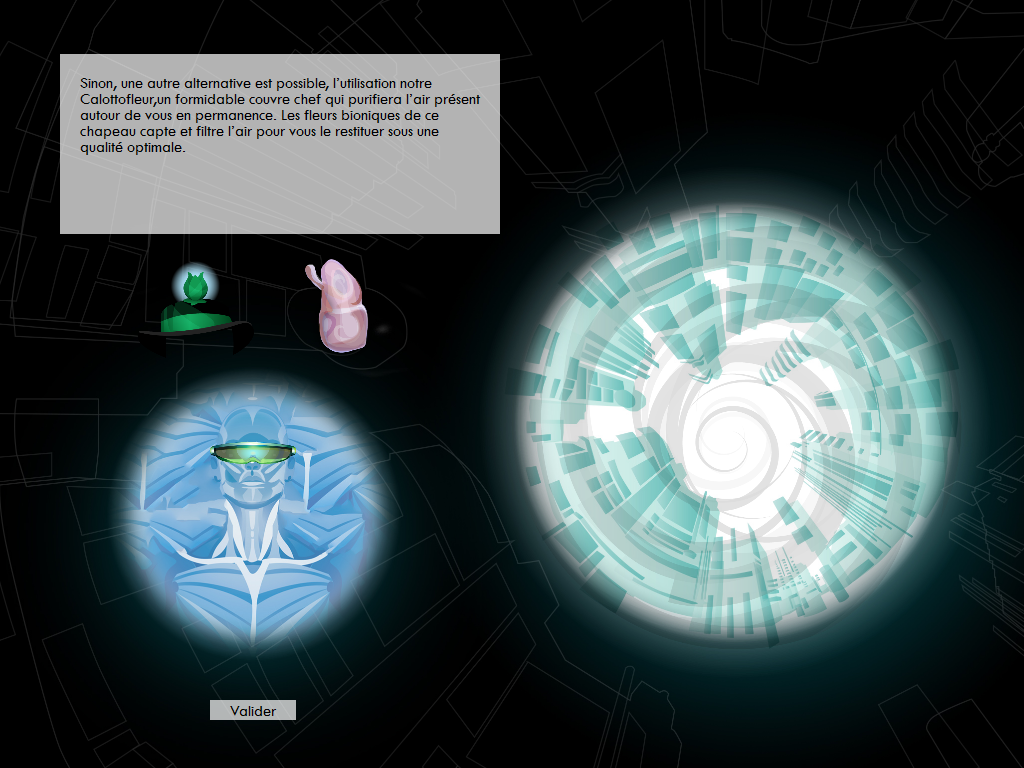 Sinon, une autre alternative est possible, l'utilisation notre
Calottofleur,un formidable couvre chef qui purifiera l'air présent
autour de vous en permanence. Les fleurs bioniques de ce
chapeau capte et filtre l'air pour vous le restituer sous une
qualité optimale.
Valider